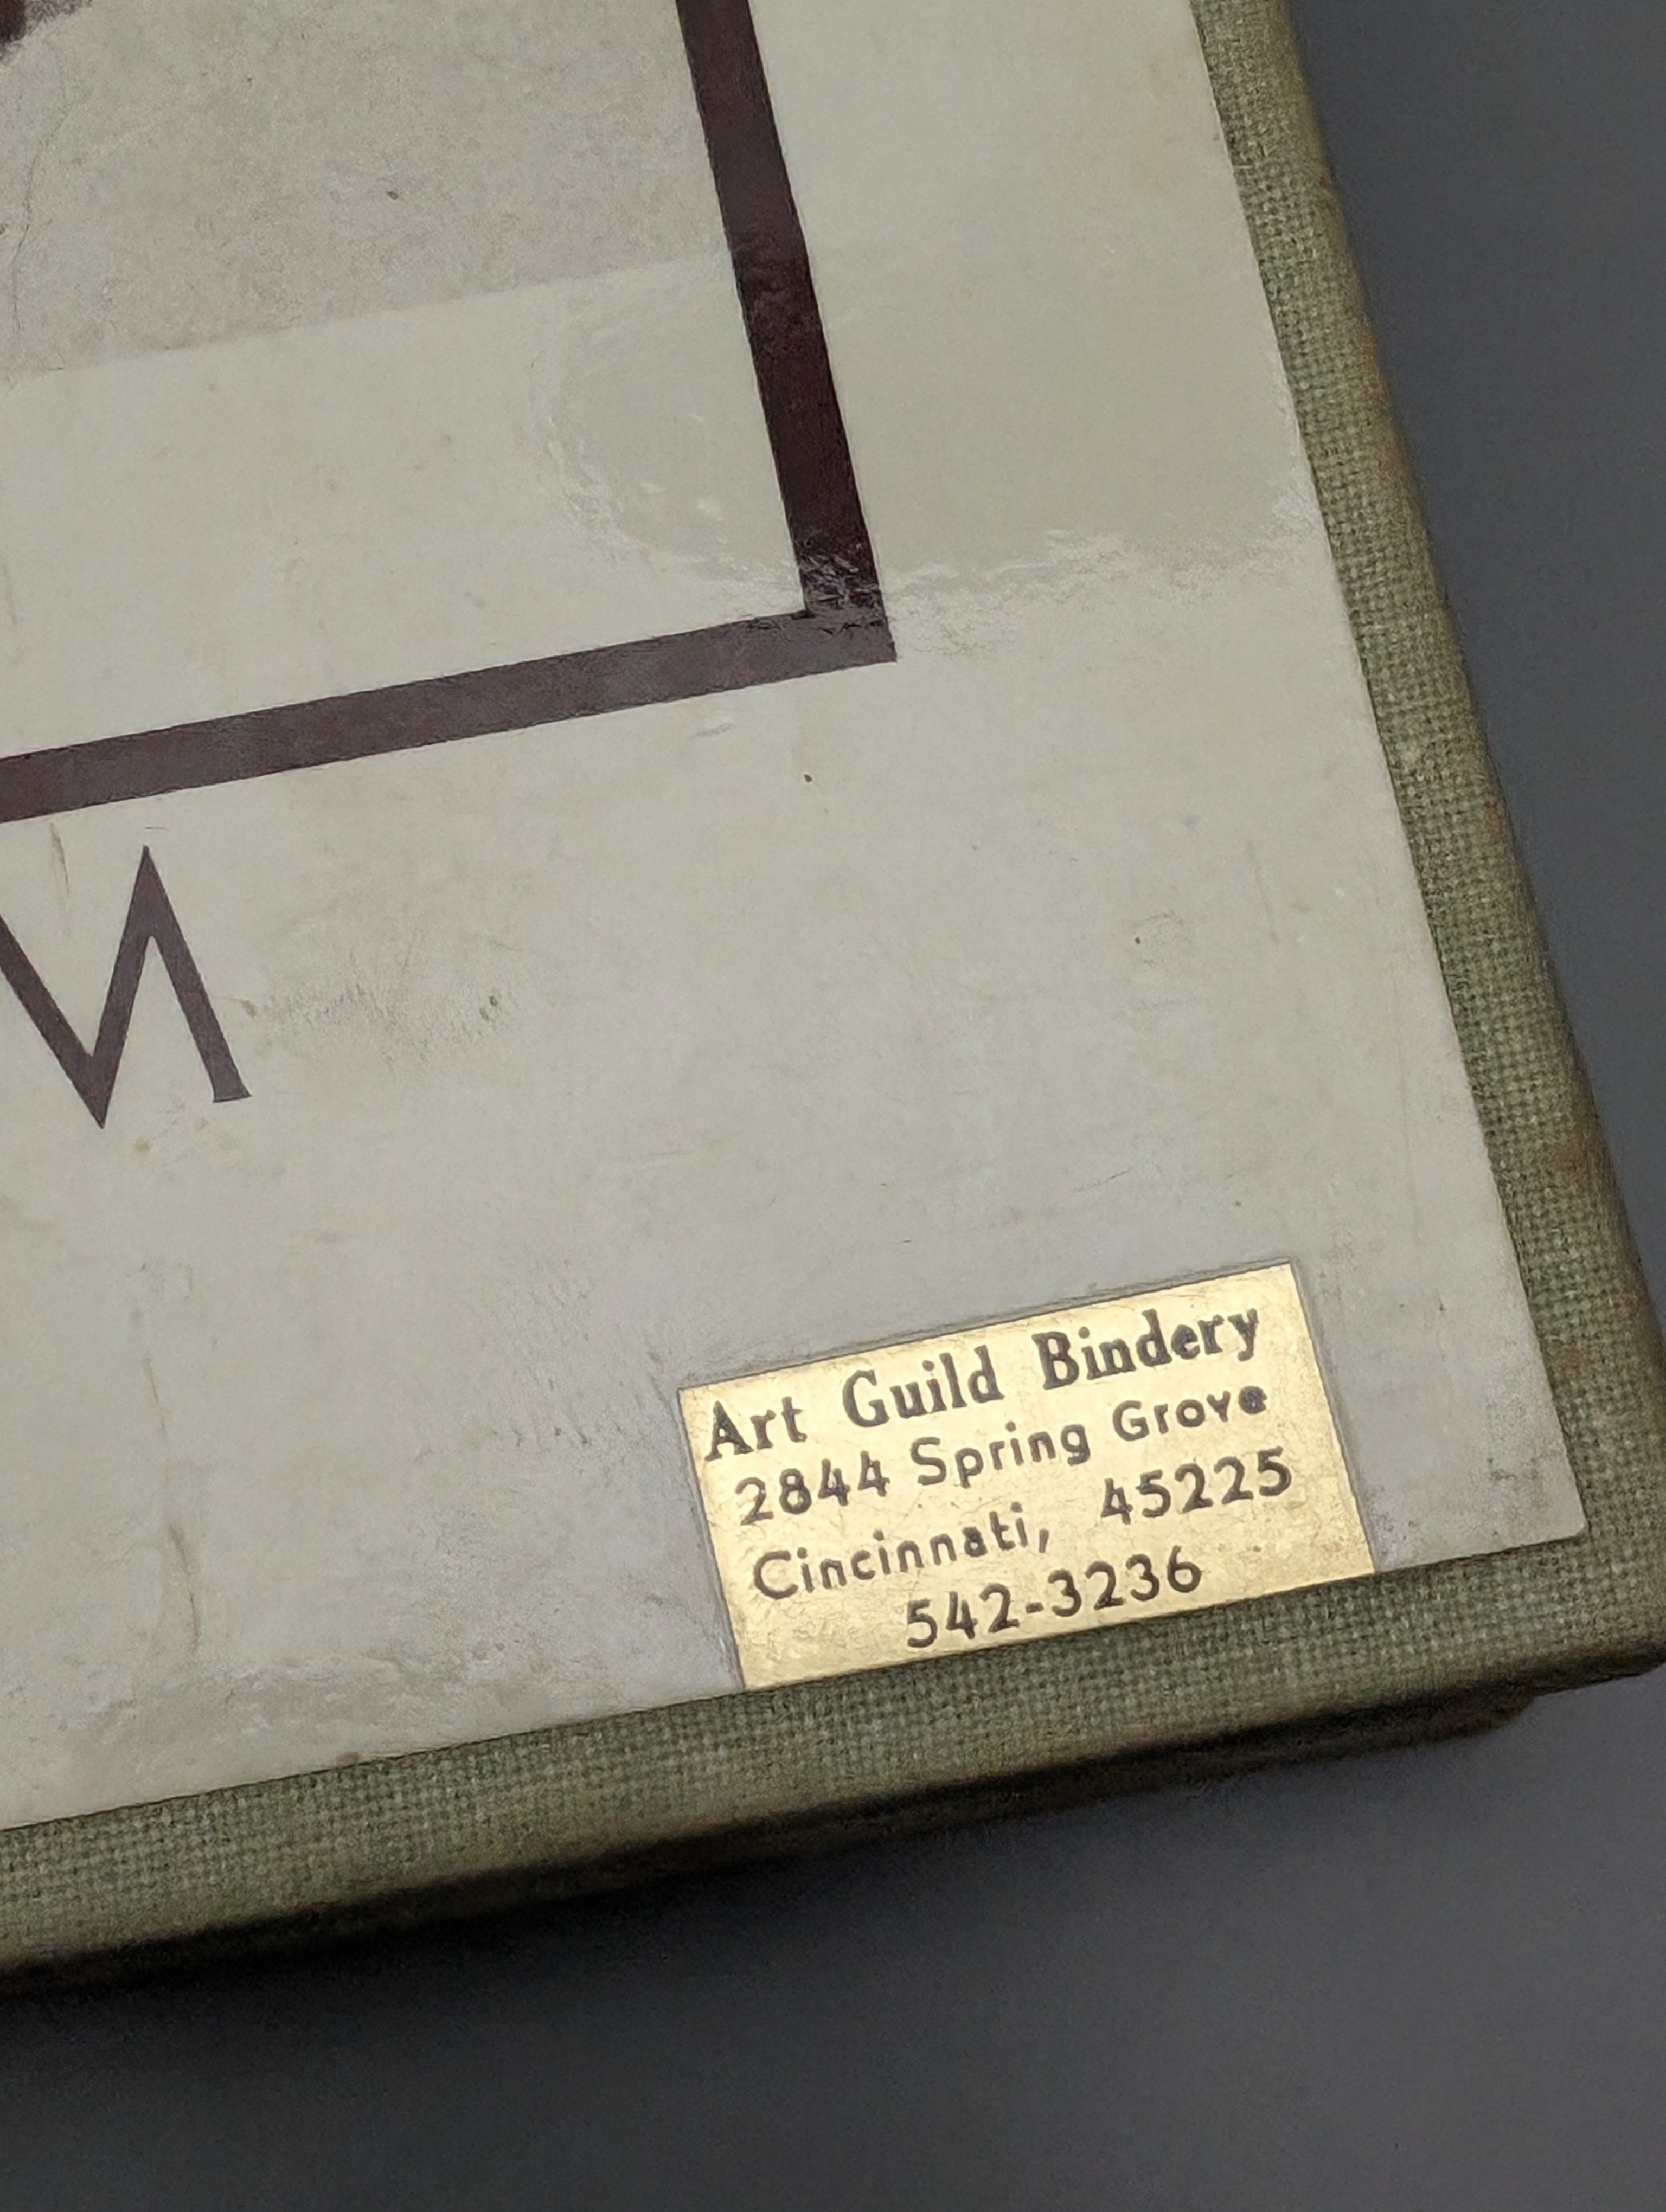 M
Art Guild Bindery
2844 Spring Grove
Cincinnati, 45225
542-3236